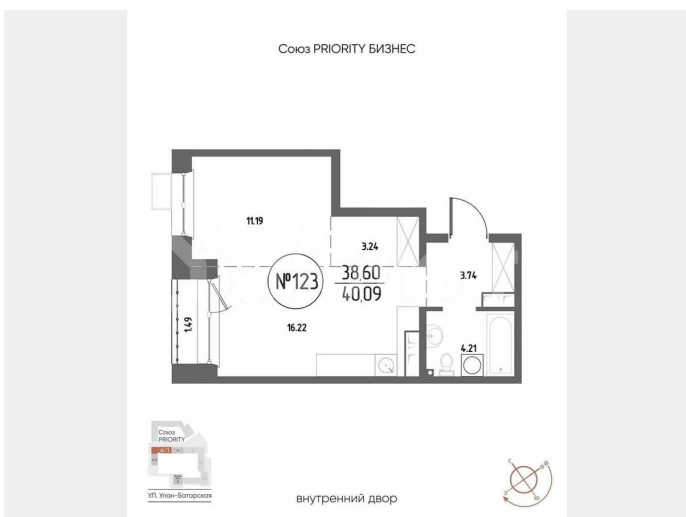 Союз PRIORITY БИЗНЕС
11.19
3.24
№123
38,60
40,09
3.74
1.49
16.22
4.21
Союз
PRIORITY
УЛ. Улан-Баторская
внутренний двор
С
В
З
Ю